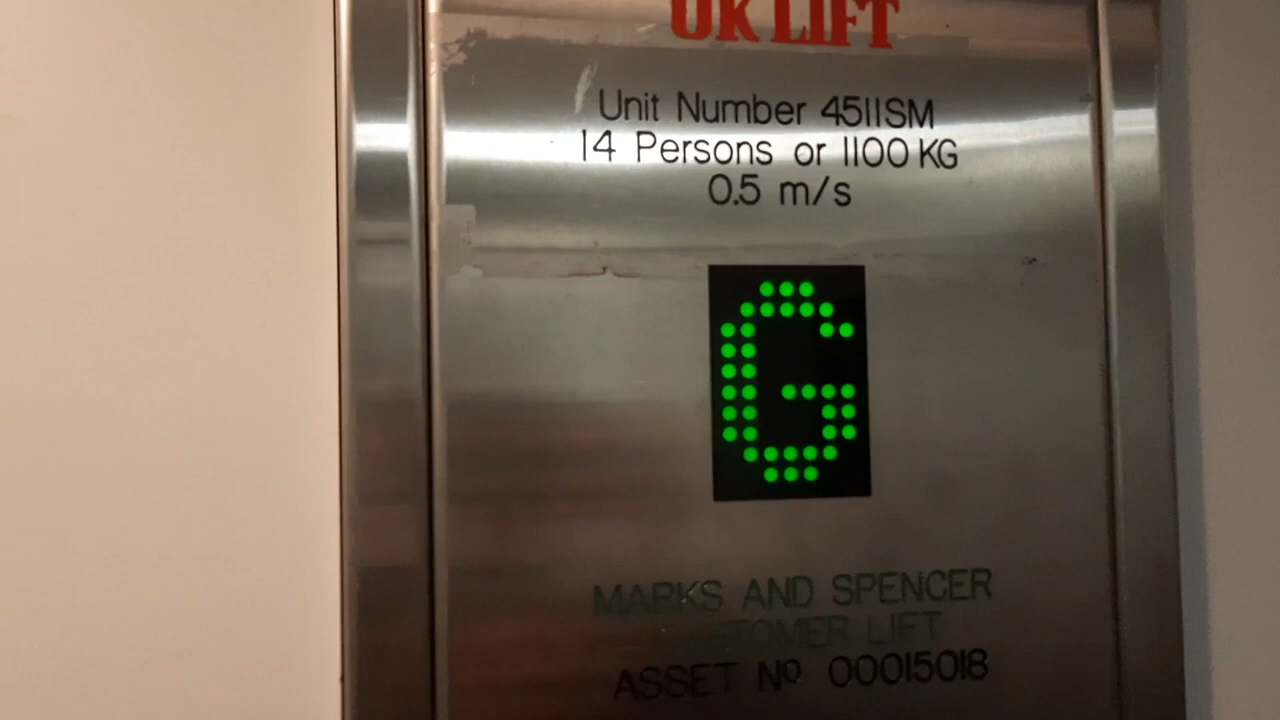 UK LIFT
Unit Number 4511SM
14 Persons or 1100 KG
0.5 m/s
G
MARKS AND SPENCER
LIFT
ASSET Nº 00015018